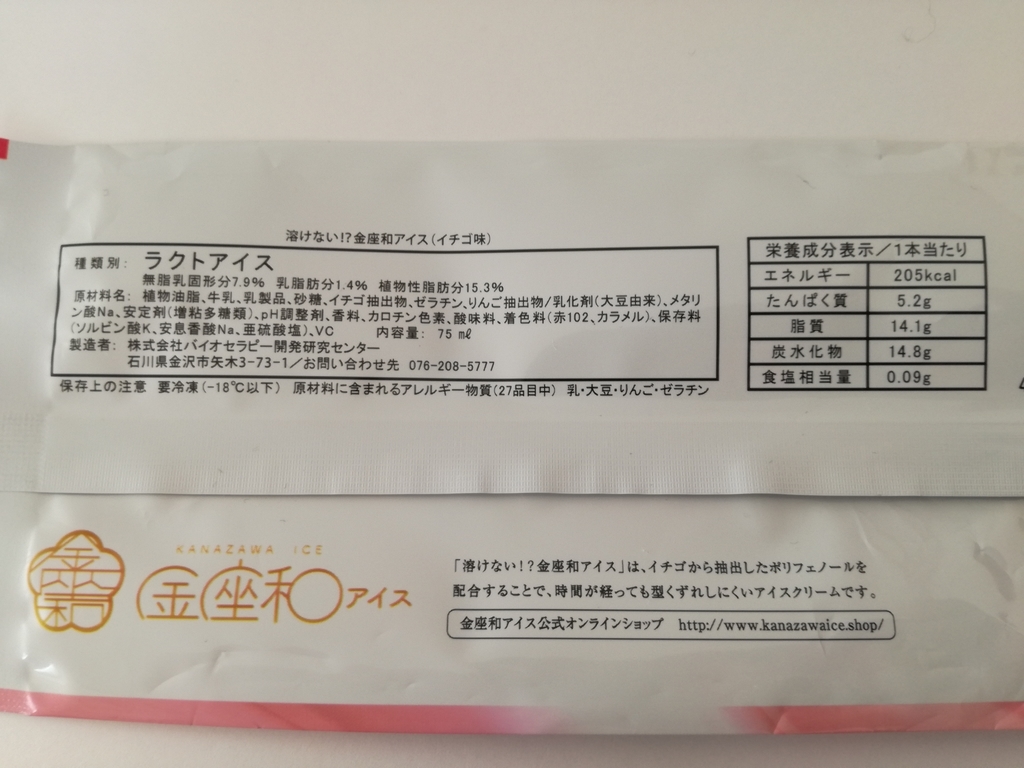 溶けない!?金座和アイス(イチゴ味)
種類別: ラクトアイス
無脂乳固形分7.9% 乳脂肪分1.4% 植物性脂肪分15.3%
原材料名: 植物油脂、牛乳、乳製品、砂糖、イチゴ抽出物、ゼラチン、りんご抽出物/乳化剤(大豆由来)、メタリ
ン酸Na、安定剤(増粘多糖類)、pH調整剤、香料、カロチン色素、酸味料、着色料(赤102、カラメル)、保存料
(ソルビン酸K、安息香酸Na、亜硫酸塩)、VC 内容量: 75 ㎖
製造者: 株式会社バイオセラピー開発研究センター
石川県金沢市矢木3-73-1/お問い合わせ先 076-208-5777
保存上の注意 要冷凍(-18℃以下) 原材料に含まれるアレルギー物質(27品目中) 乳・大豆・りんご・ゼラチン
栄養成分表示/1本当たり
エネルギー 205kcal
たんぱく質 5.2g
脂質 14.1g
炭水化物 14.8g
食塩相当量 0.09g
金座和
KANAZAWA ICE
金座和アイス
「溶けない!?金座和アイス」は、イチゴから抽出したポリフェノールを
配合することで、時間が経っても型くずれしにくいアイスクリームです。
金座和アイス公式オンラインショップ http://www.kanazawaice.shop/